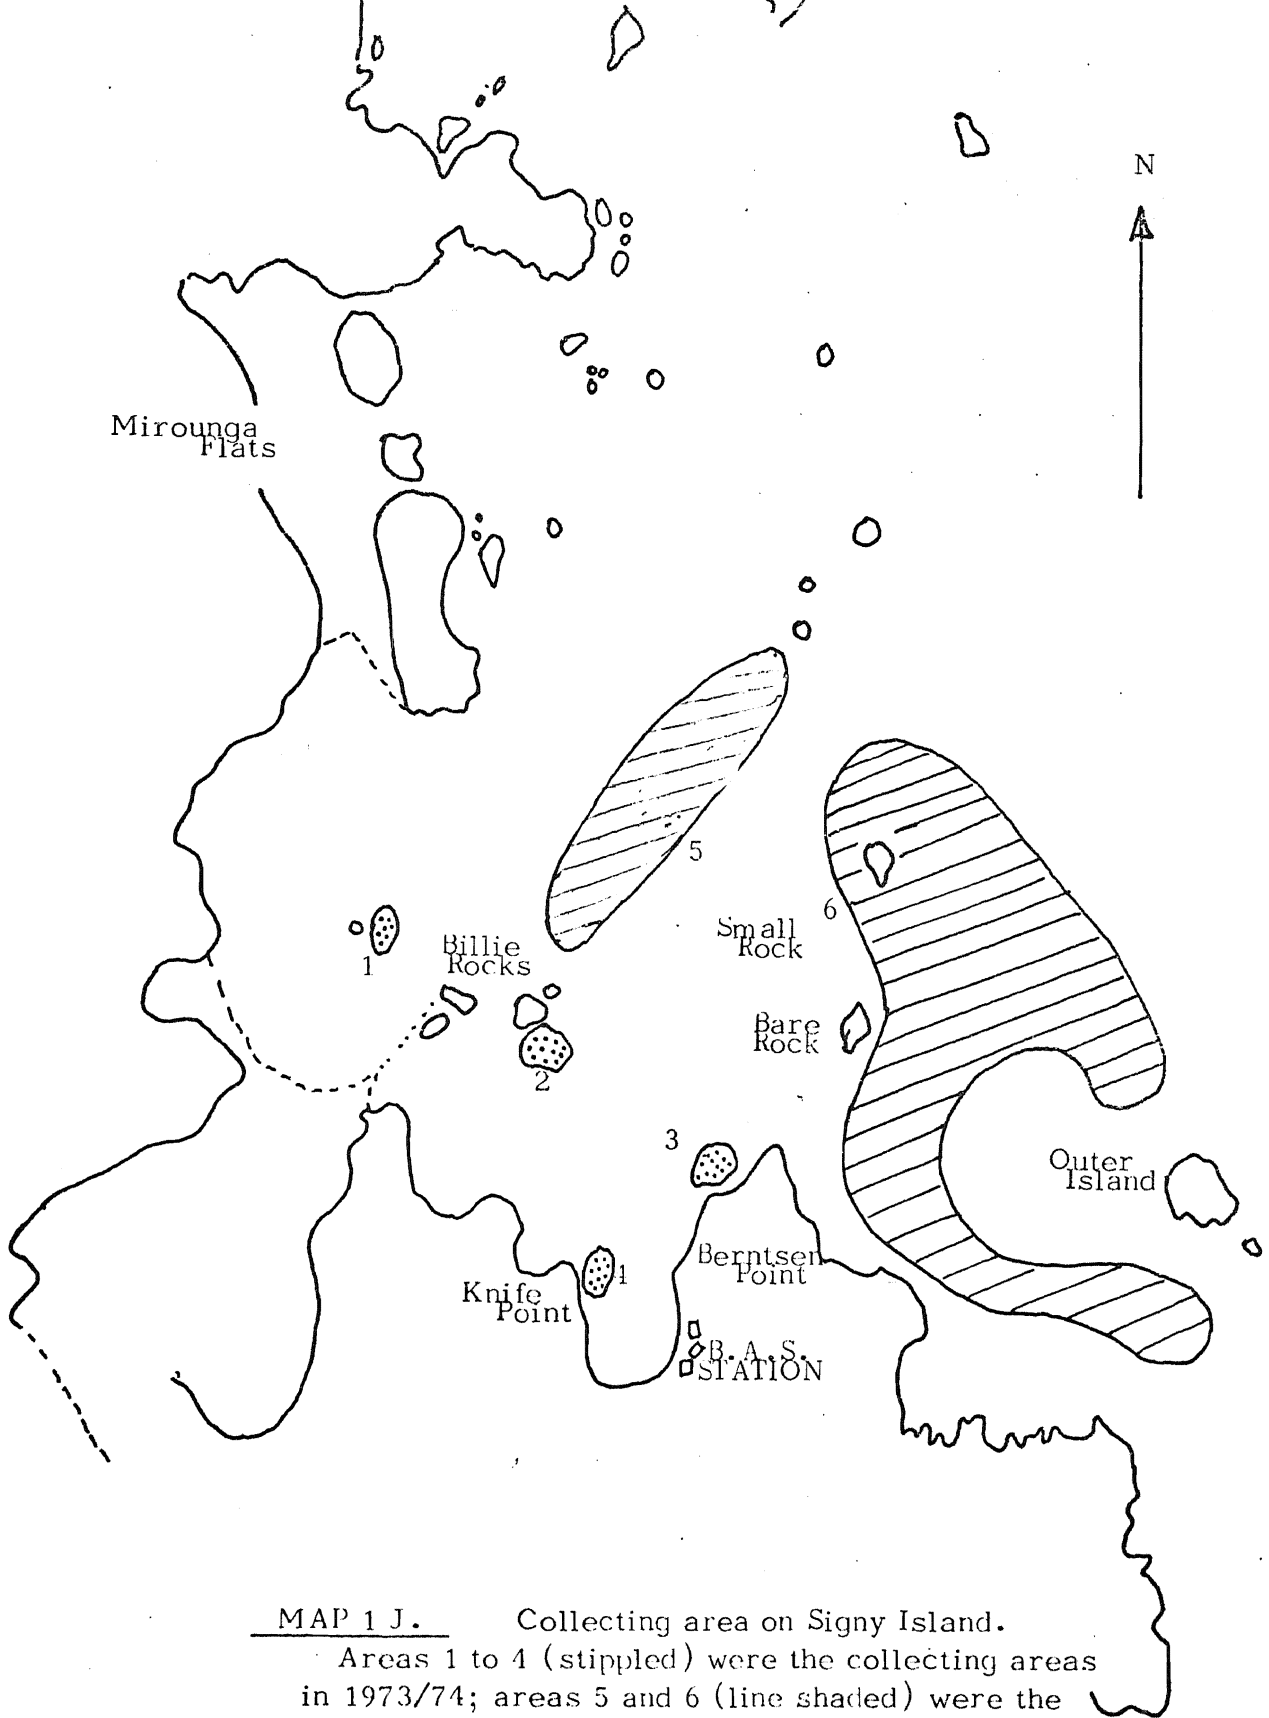 N
Mirounga
Flats
5
6
Small
Rock
Billie
Rocks
1
Bare
Rock
2
3
Outer
Island
Berntsen
Point
4
Knife
Point
B.A.S.
STATION
MAP 1 J. Collecting area on Signy Island.
Areas 1 to 4 (stippled) were the collecting areas
in 1973/74; areas 5 and 6 (line shaded) were the